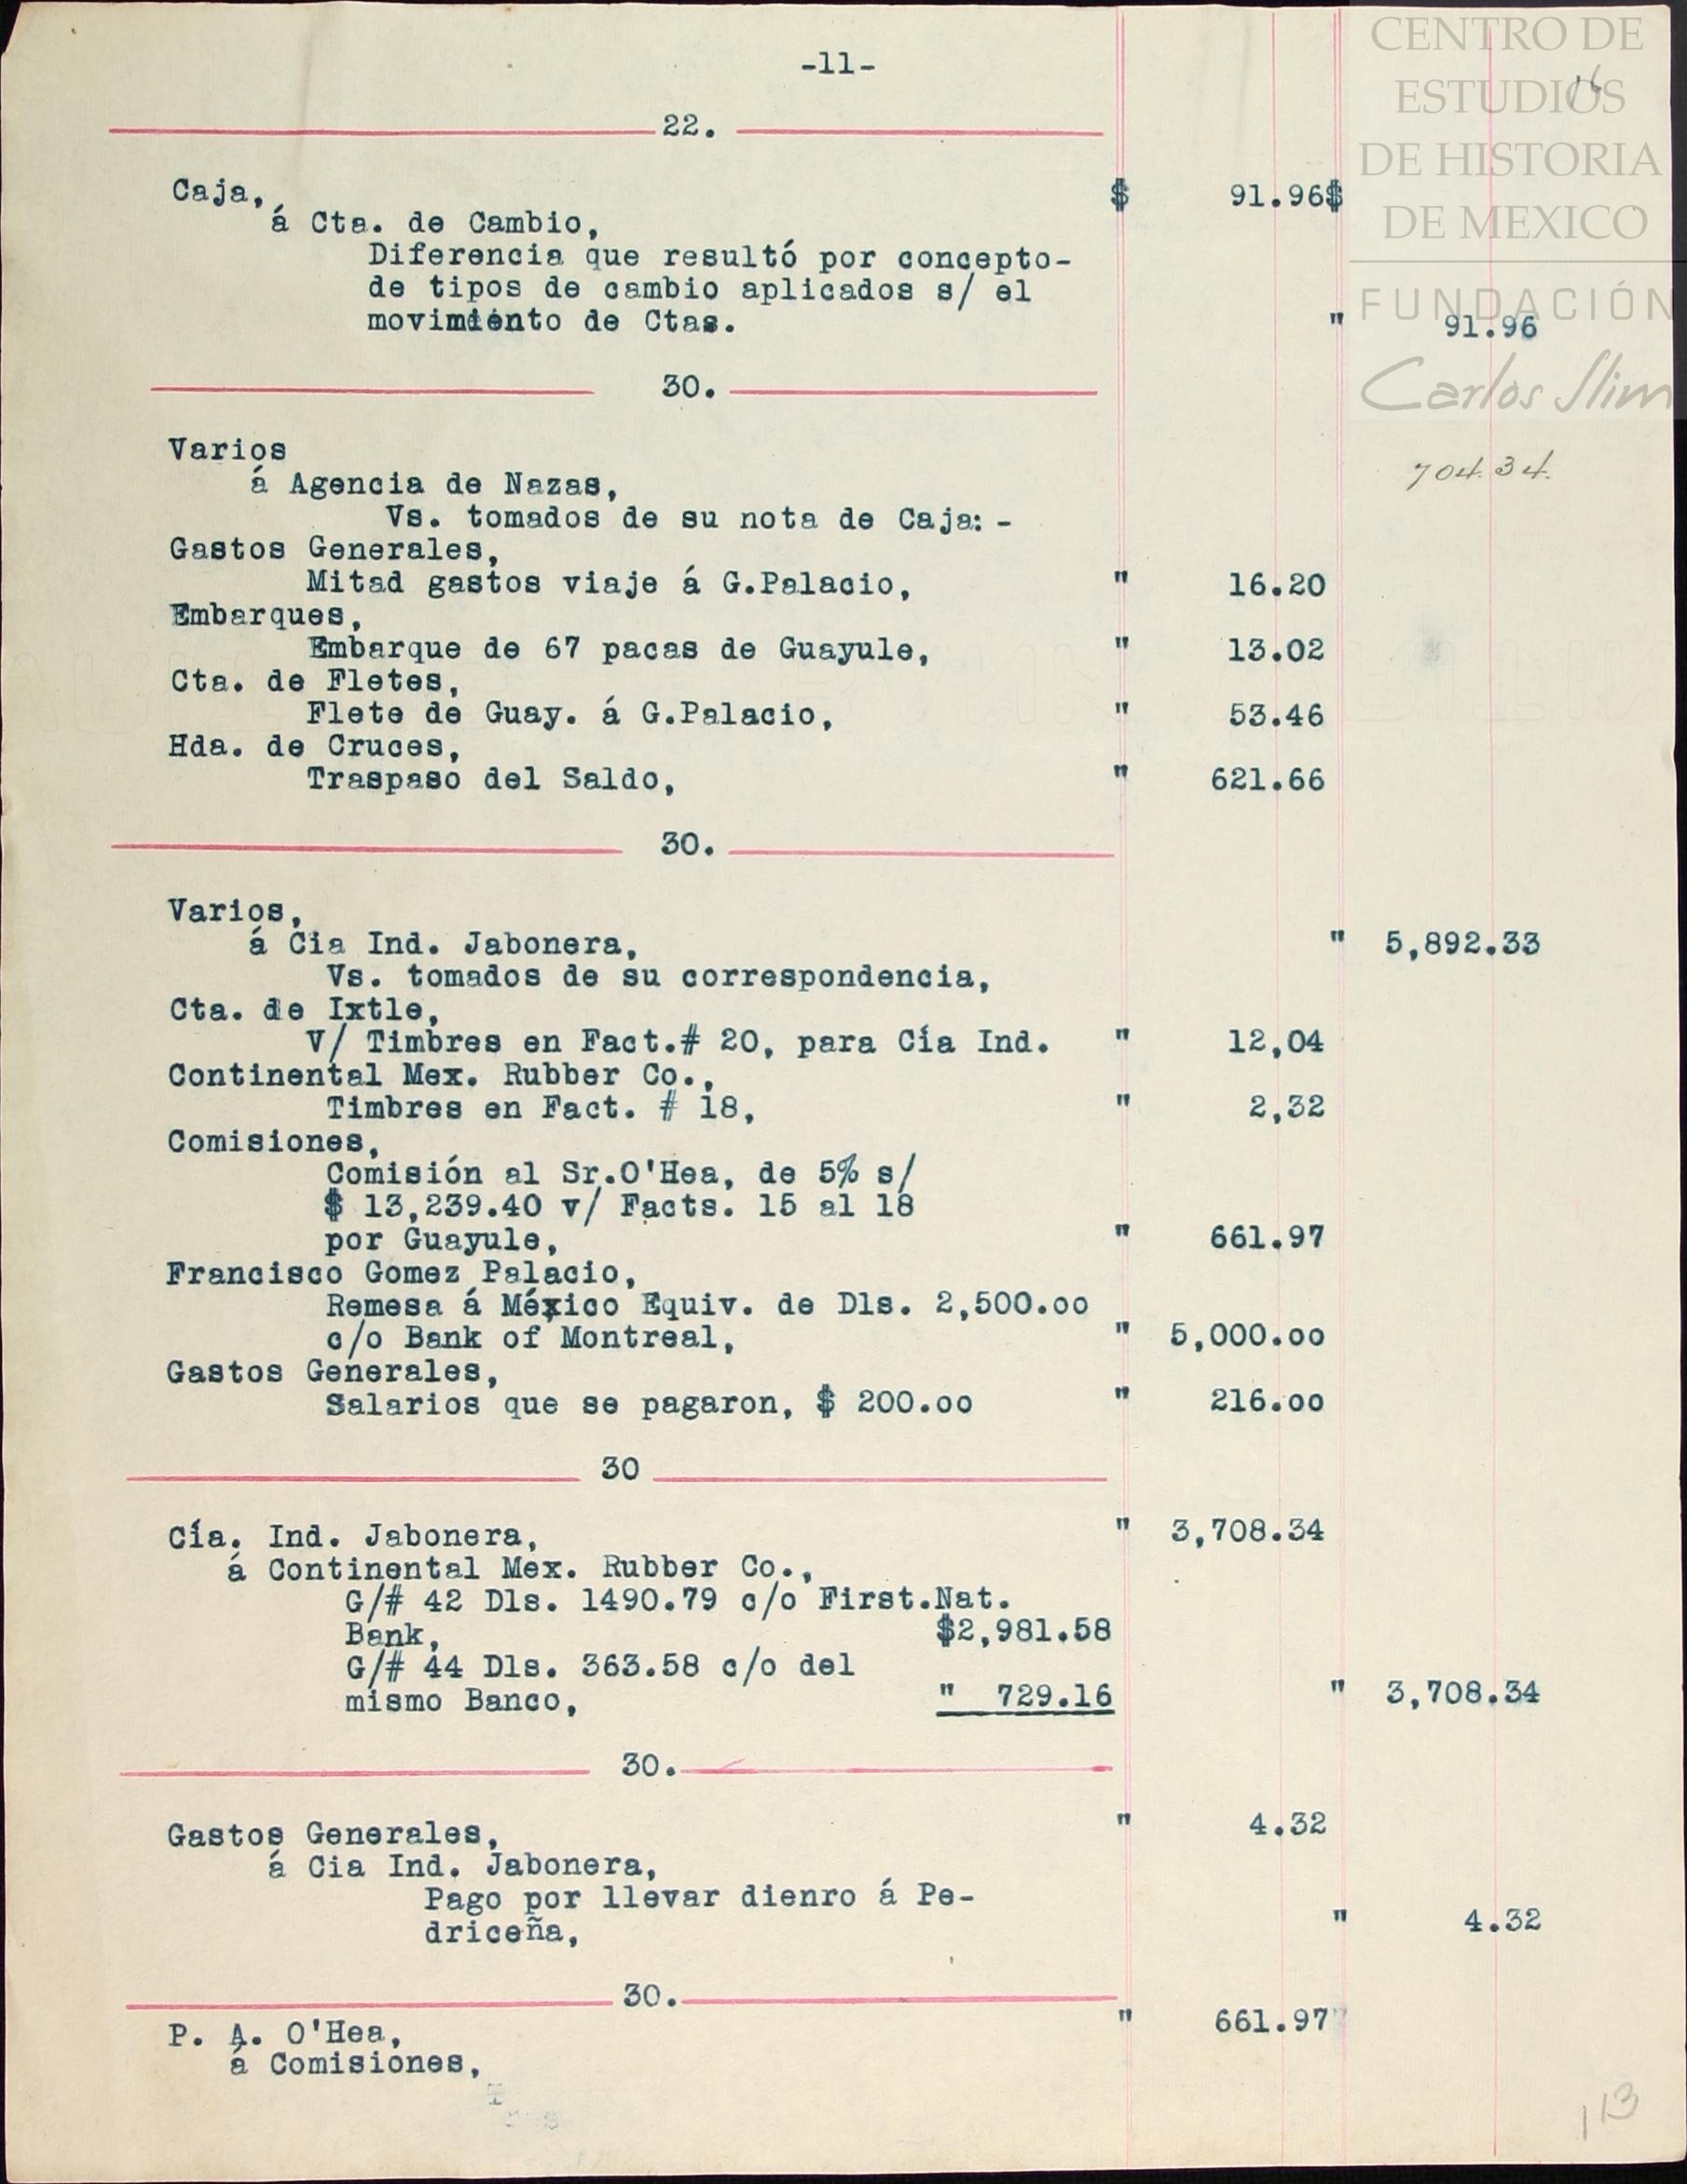 CENTRO DE
ESTUDIOS
DE HISTORIA
DE MEXICO
FUNDACIÓN
Carlos Slim
-11-
22.
Caja, $ 91.96$
á Cta. de Cambio,
Diferencia que resultó por concepto-
de tipos de cambio aplicados s/ el
movimiento de Ctas. " 91.96
30.
Varios 704.34.
á Agencia de Nazas,
Vs. tomados de su nota de Caja: -
Gastos Generales,
Mitad gastos viaje á G.Palacio, " 16.20
Embarques,
Embarque de 67 pacas de Guayule, " 13.02
Cta. de Fletes,
Flete de Guay. á G.Palacio, " 53.46
Hda. de Cruces,
Traspaso del Saldo, " 621.66
30.
Varios,
á Cia Ind. Jabonera, " 5,892.33
Vs. tomados de su correspondencia,
Cta. de Ixtle,
V/ Timbres en Fact.# 20, para Cía Ind. " 12,04
Continental Mex. Rubber Co.,
Timbres en Fact. # 18, " 2,32
Comisiones,
Comisión al Sr.O'Hea, de 5% s/
$ 13,239.40 v/ Facts. 15 al 18
por Guayule, " 661.97
Francisco Gomez Palacio,
Remesa á México Equiv. de Dls. 2,500.oo
c/o Bank of Montreal, " 5,000.oo
Gastos Generales,
Salarios que se pagaron, $ 200.oo " 216.oo
30
Cía. Ind. Jabonera, " 3,708.34
á Continental Mex. Rubber Co.,
G/# 42 Dls. 1490.79 c/o First.Nat.
Bank, $2,981.58
G/# 44 Dls. 363.58 c/o del
mismo Banco, " 729.16 " 3,708.34
30.
Gastos Generales, " 4.32
á Cia Ind. Jabonera,
Pago por llevar dienro á Pe-
driceña, " 4.32
30.
P. A. O'Hea, " 661.97"
á Comisiones,
113